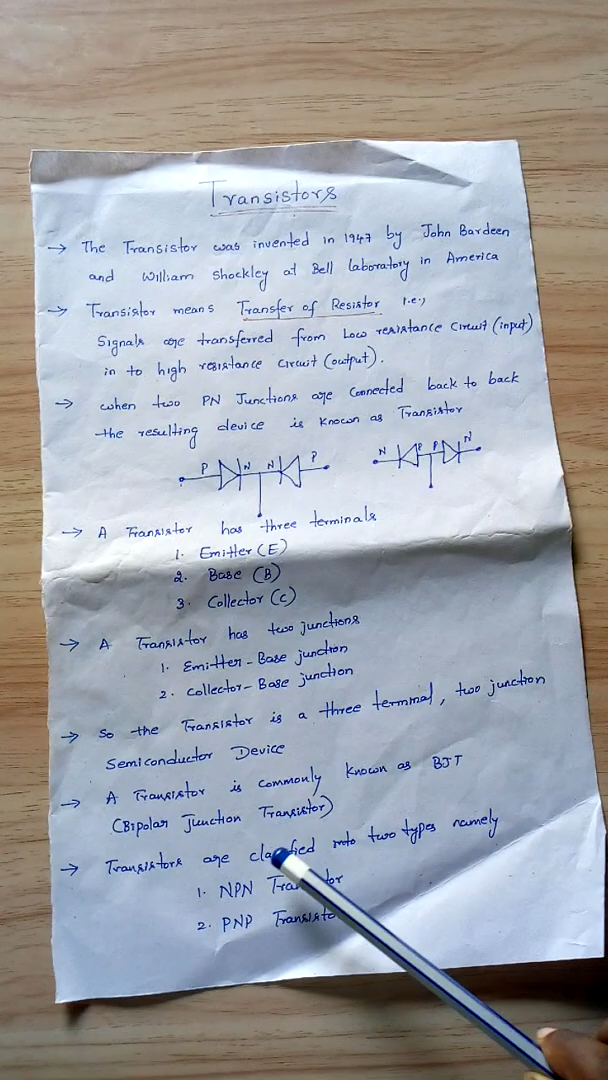 Transistors
→ The Transistor was invented in 1947 by John Bardeen
and William Shockley at Bell laboratory in America
→ Transistor means Transfer of Resistor i.e.,
Signals are transferred from Low resistance Circuit (input)
in to high resistance circuit (output).
→ when two PN Junctions are Connected back to back
the resulting device is Known as Transistor
P N N P N P P N
→ A Transistor has three terminals
1. Emitter (E)
2. Base (B)
3. Collector (C)
→ A Transistor has two junctions
1. Emitter-Base junction
2. Collector-Base junction
→ So the Transistor is a three terminal, two junction
Semiconductor Device
→ A Transistor is commonly Known as BJT
(Bipolar Junction Transistor)
→ Transistors are classified into two types namely
1. NPN Transistor
2. PNP Transistor